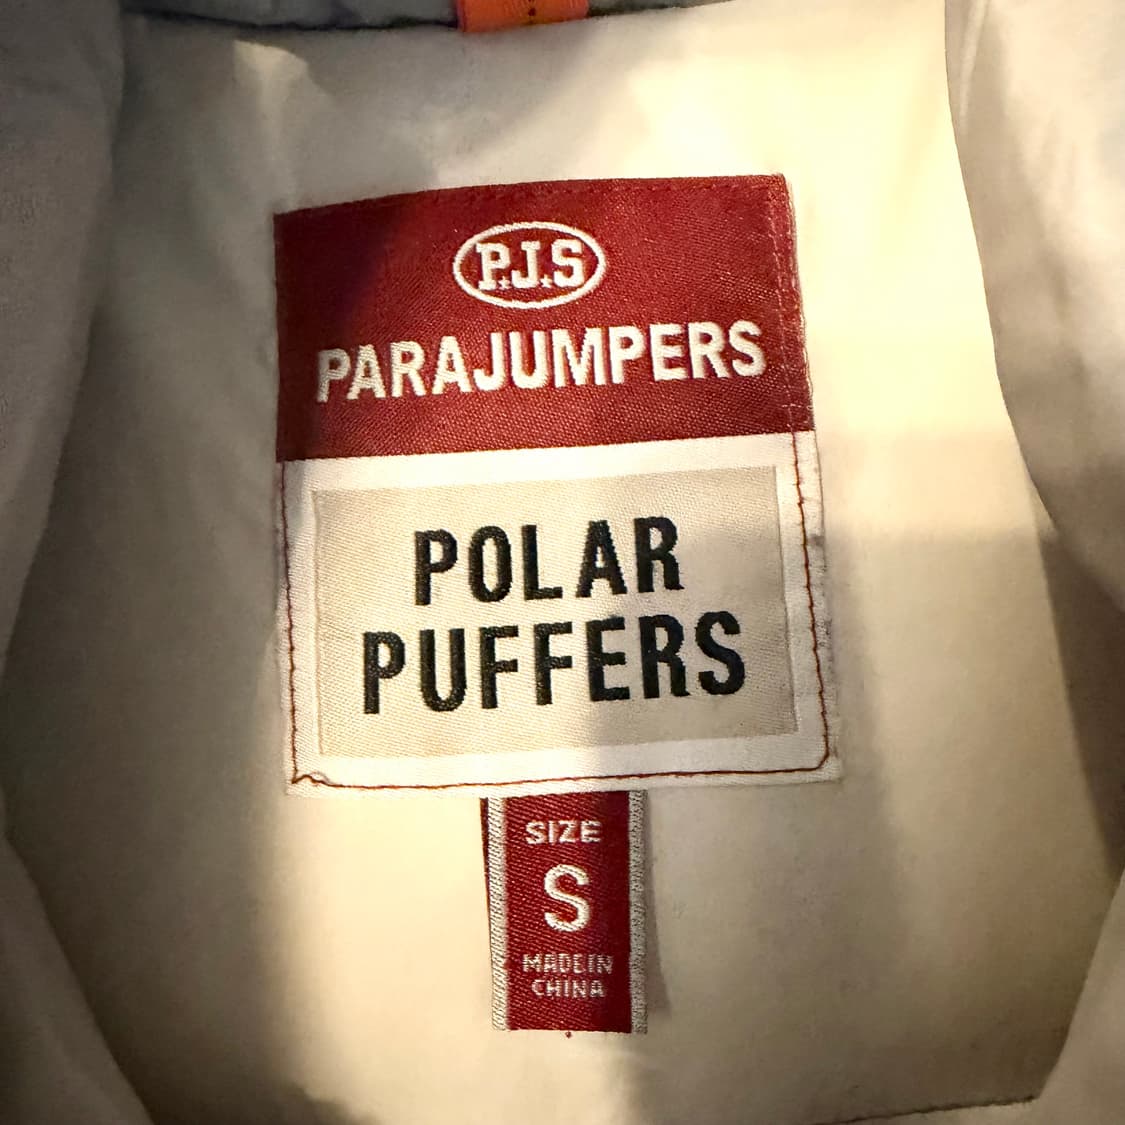 P.J.S
PARAJUMPERS
POLAR
PUFFERS
SIZE
S
MADE IN
CHINA